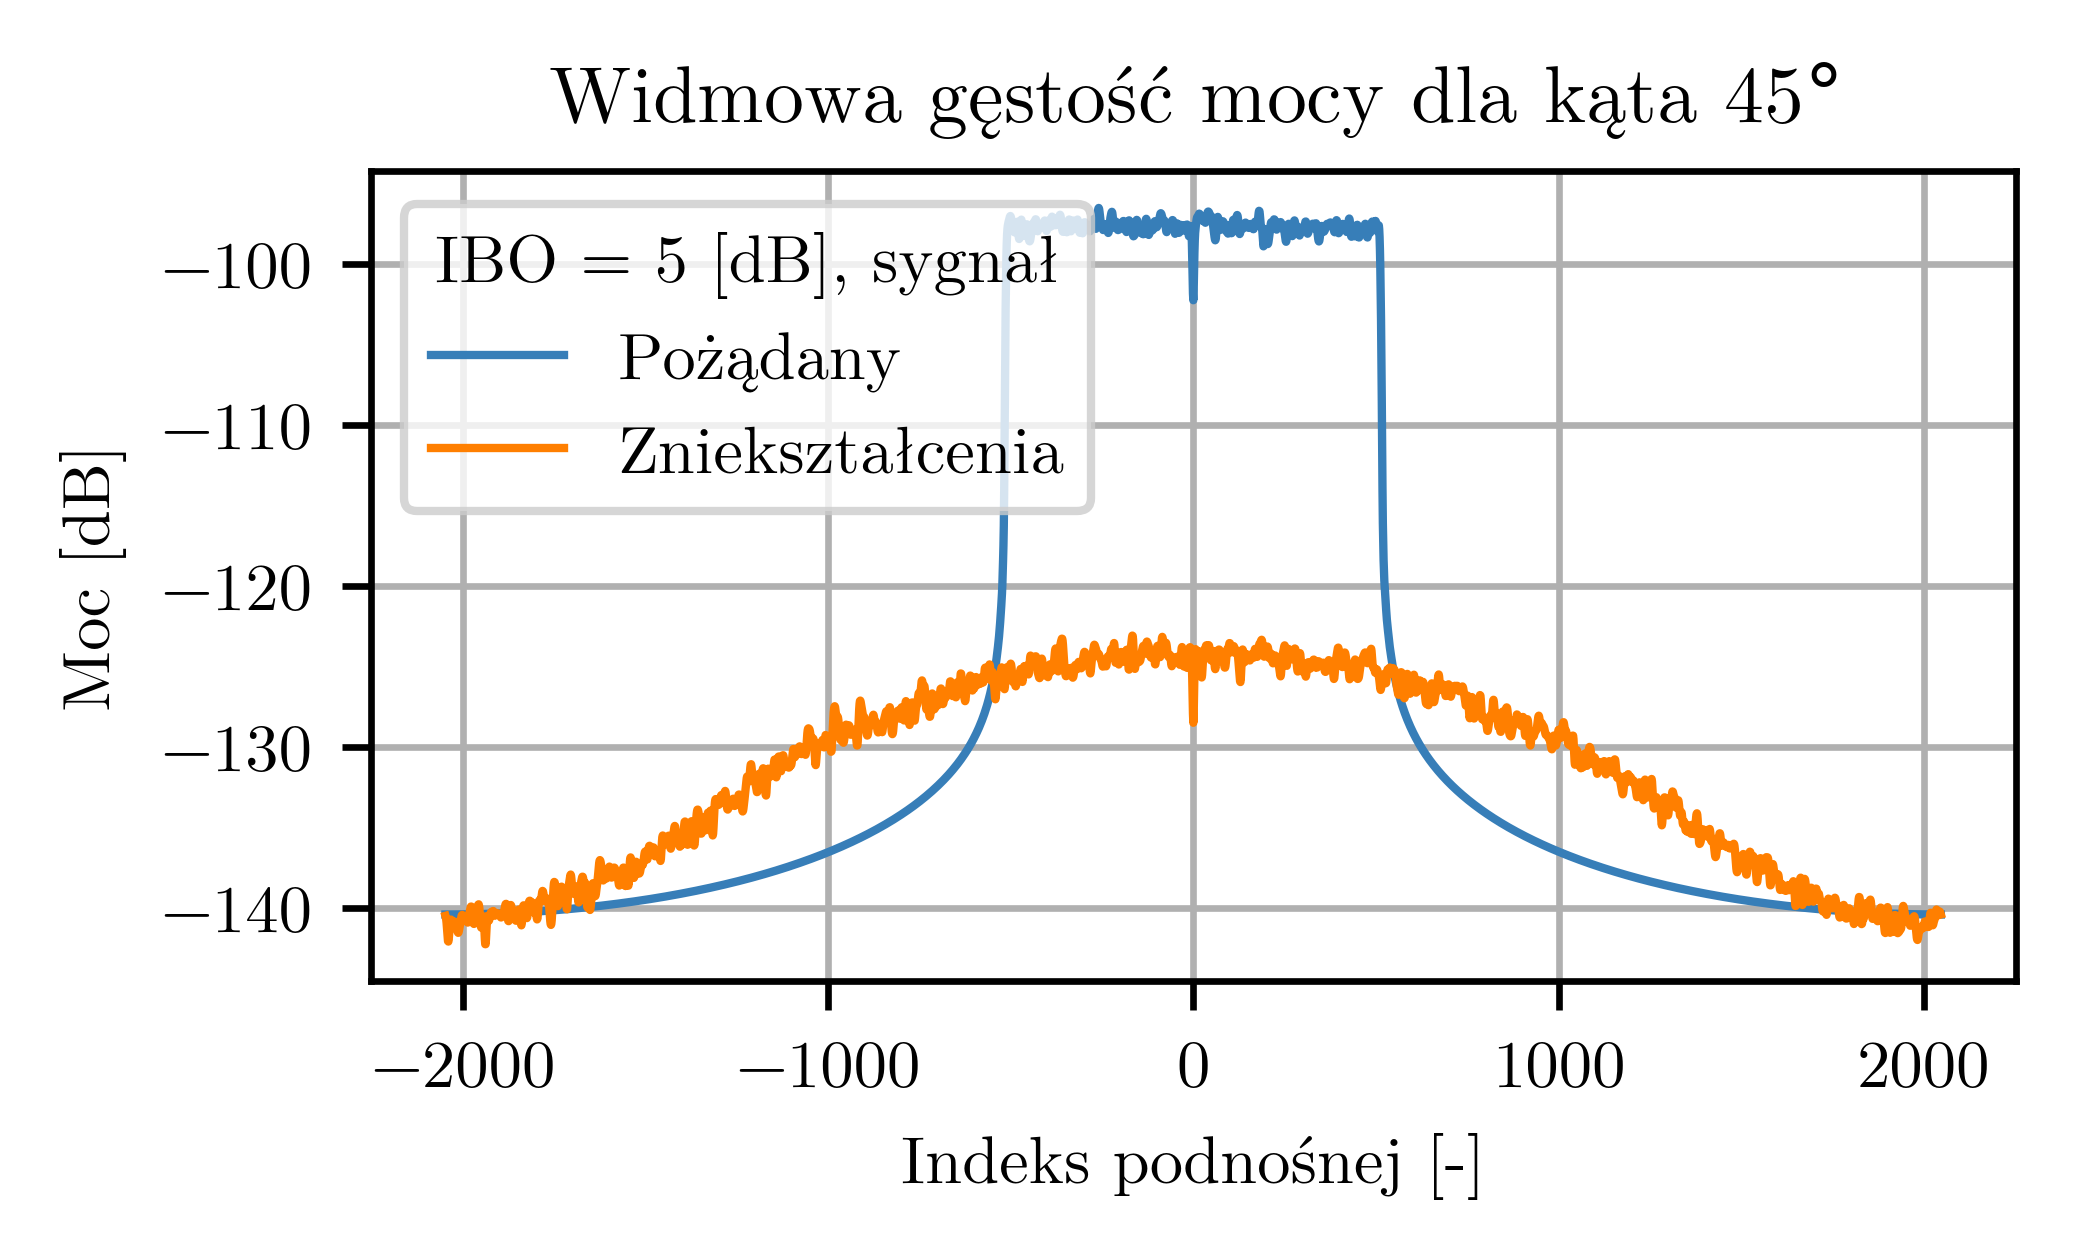 Widmowa gęstość mocy dla kąta 45°
IBO = 5 [dB], sygnał
Pożądany
Zniekształcenia
Moc [dB]
−100
−110
−120
−130
−140
−2000
−1000
0
1000
2000
Indeks podnośnej [-]